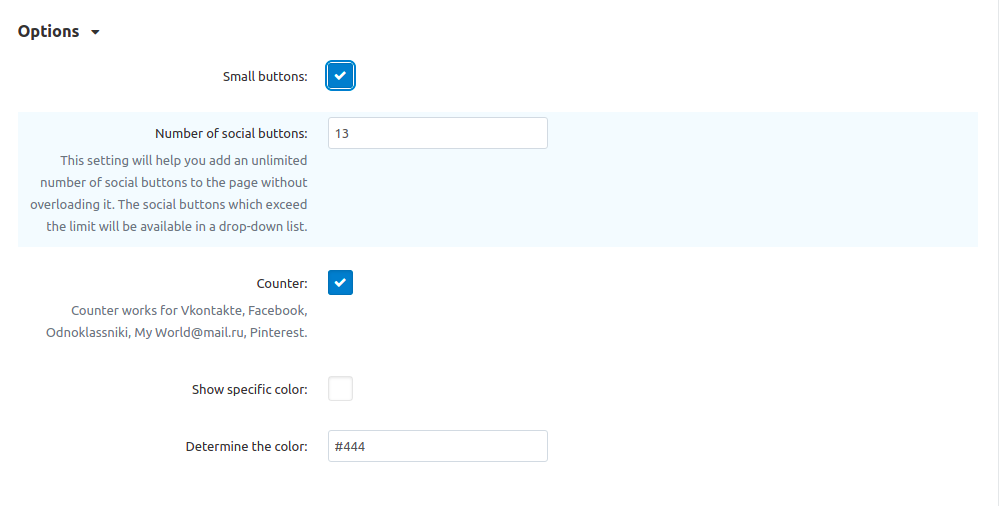 Options
Small buttons:
Number of social buttons: 13
This setting will help you add an unlimited
number of social buttons to the page without
overloading it. The social buttons which exceed
the limit will be available in a drop-down list.
Counter:
Counter works for Vkontakte, Facebook,
Odnoklassniki, My World@mail.ru, Pinterest.
Show specific color:
Determine the color: #444